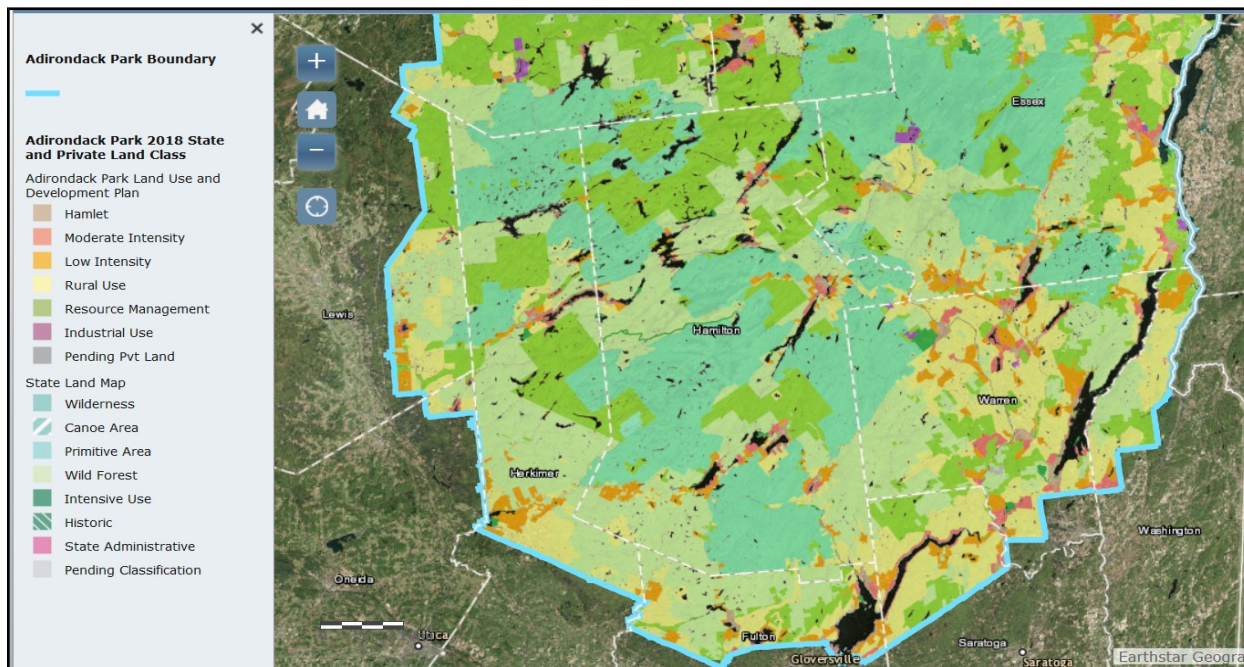 ×
Adirondack Park Boundary
Adirondack Park 2018 State
and Private Land Class
Adirondack Park Land Use and
Development Plan
Hamlet
Moderate Intensity
Low Intensity
Rural Use
Resource Management
Industrial Use
Pending Pvt Land
State Land Map
Wilderness
Canoe Area
Primitive Area
Wild Forest
Intensive Use
Historic
State Administrative
Pending Classification
+
−
Essex
Lewis
Hamilton
Warren
Herkimer
Washington
Oneida
Utica
Fulton
Gloversville
Saratoga
Saratoga
Earthstar Geogra